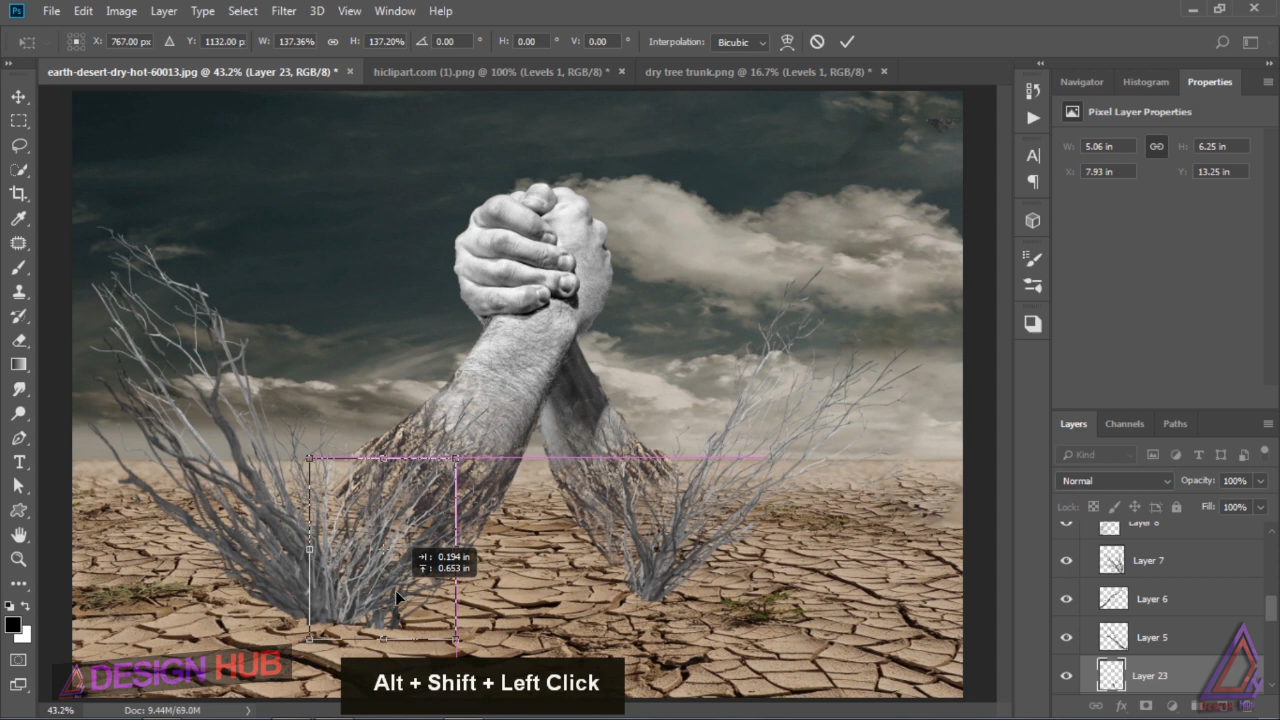 Ps File Edit Image Layer Type Select Filter 3D View Window Help
X: 767.00 px Y: 1132.00 p W: 137.36% H: 137.20% 0.00 ° H: 0.00 ° V: 0.00 ° Interpolation: Bicubic
earth-desert-dry-hot-60013.jpg @ 43.2% (Layer 23, RGB/8) * × hiclipart.com (1).png @ 100% (Levels 1, RGB/8) * × dry tree trunk.png @ 16.7% (Levels 1, RGB/8) * ×
Navigator Histogram Properties
Pixel Layer Properties
W: 5.06 in H: 6.25 in
X: 7.93 in Y: 13.25 in
Layers Channels Paths
Kind
Normal Opacity: 100%
Lock: Fill: 100%
Layer 8
Layer 7
Layer 6
Layer 5
Layer 23
: 0.194 in
: 0.653 in
DESIGN HUB
Alt + Shift + Left Click
43.2% Doc: 9.44M/69.0M